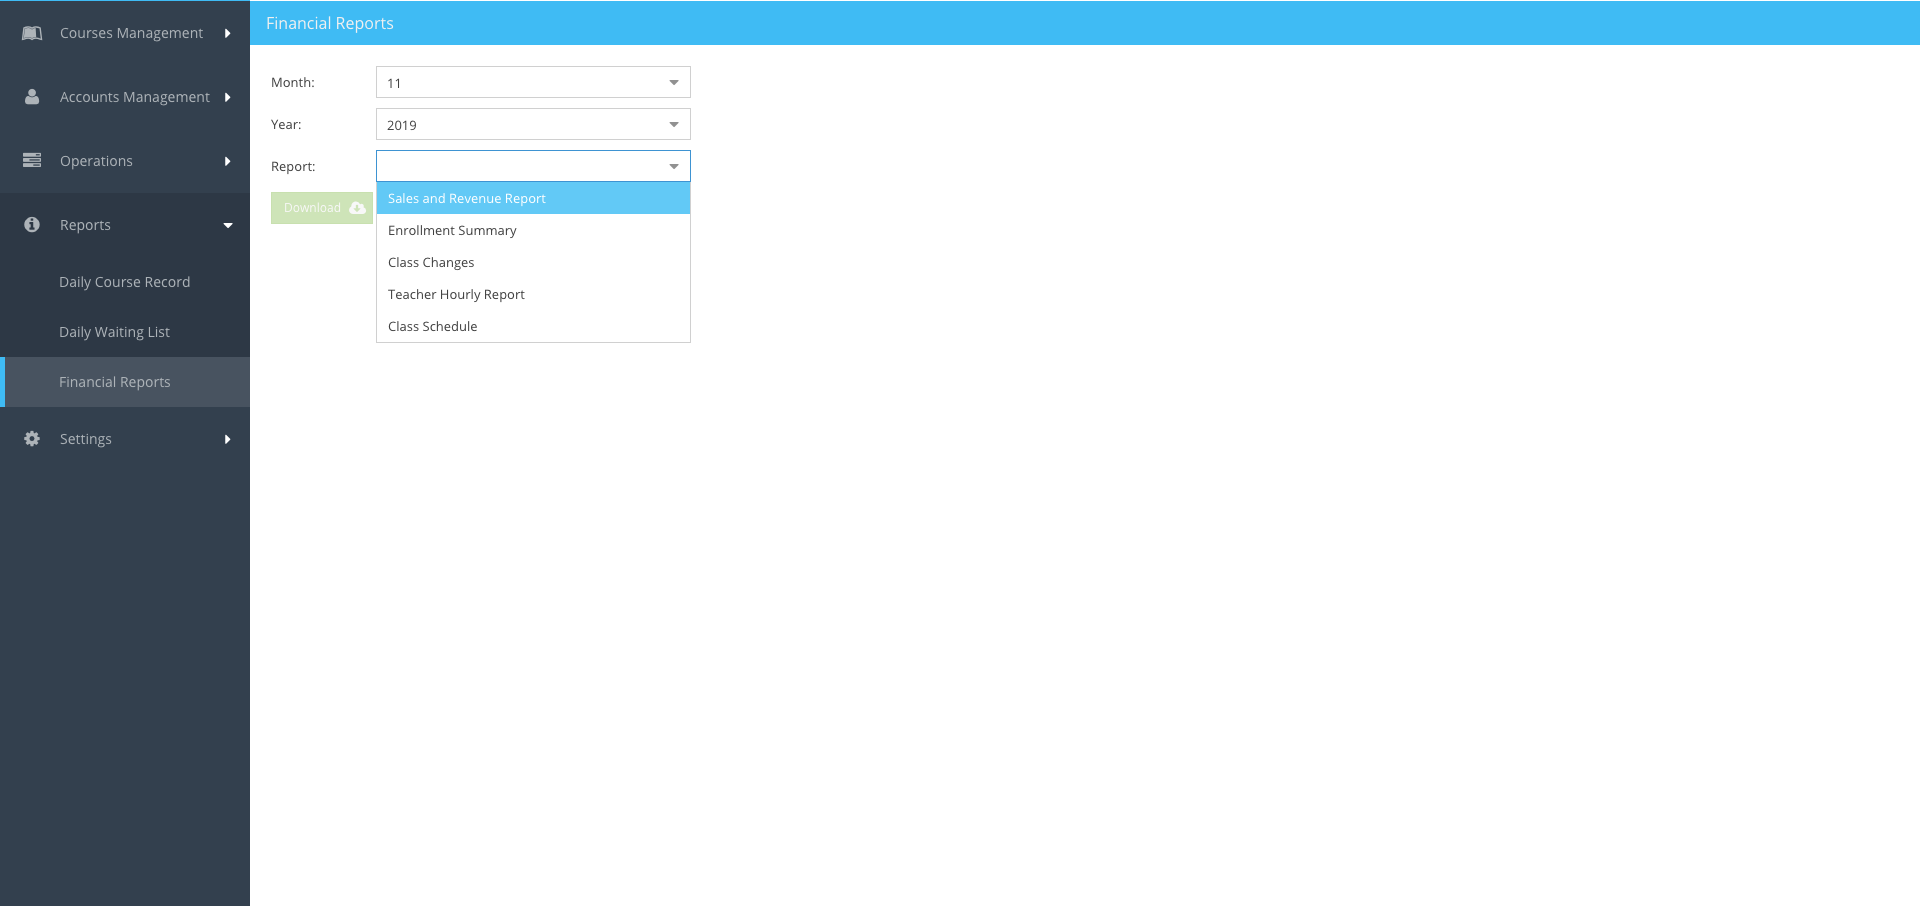 Courses Management
Accounts Management
Operations
Reports
Daily Course Record
Daily Waiting List
Financial Reports
Settings
Financial Reports
Month: 11
Year: 2019
Report:
Download
Sales and Revenue Report
Enrollment Summary
Class Changes
Teacher Hourly Report
Class Schedule